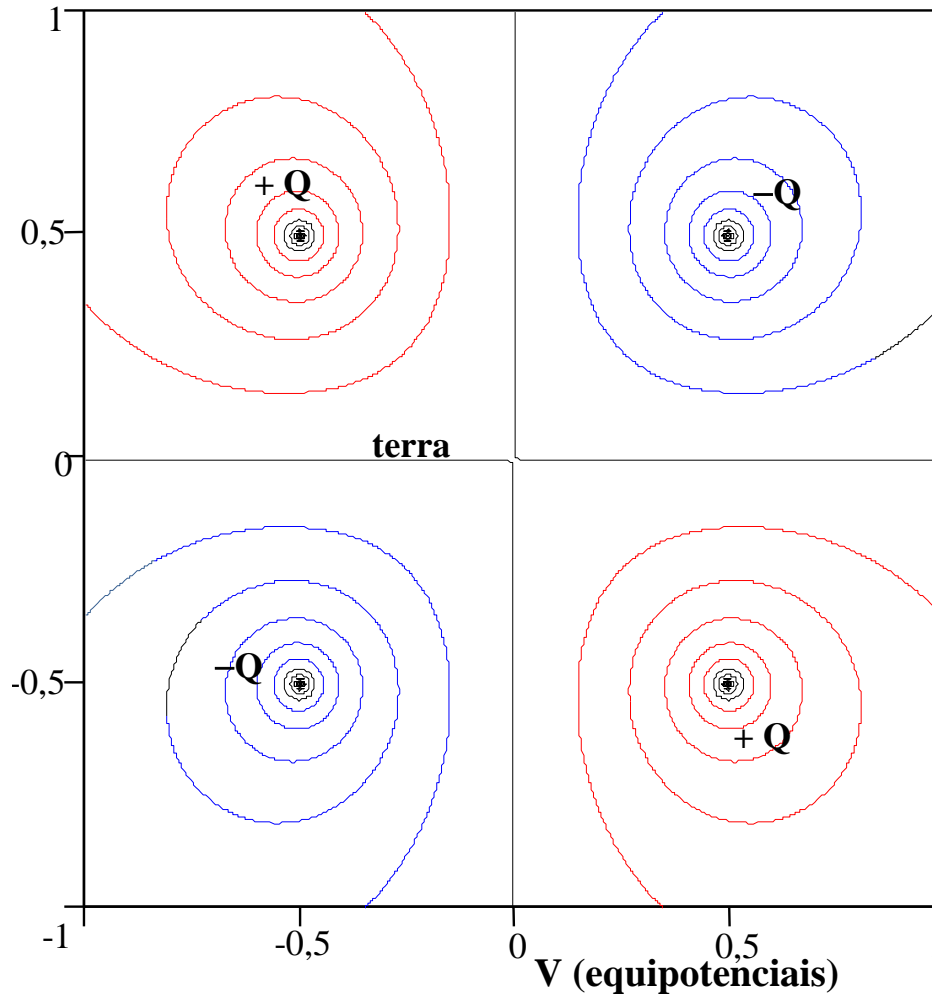 1
+ Q
−Q
0,5
terra
0
−Q
-0,5
+ Q
-1
-0,5
0
0,5
V (equipotenciais)